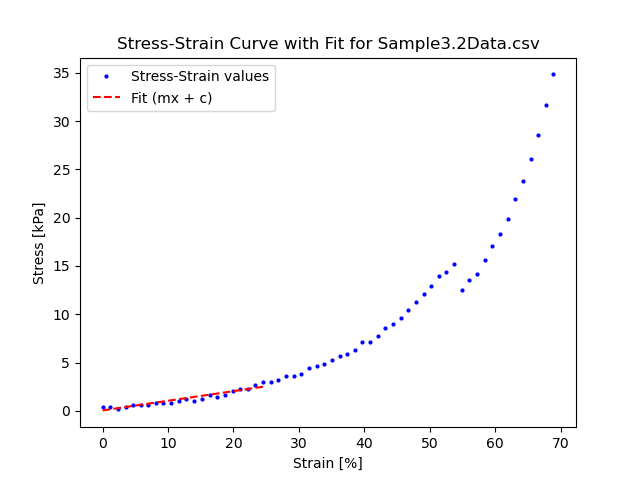 Stress-Strain Curve with Fit for Sample3.2Data.csv
Stress-Strain values
Fit (mx + c)
35
30
25
20
15
10
5
0
Stress [kPa]
0 10 20 30 40 50 60 70
Strain [%]